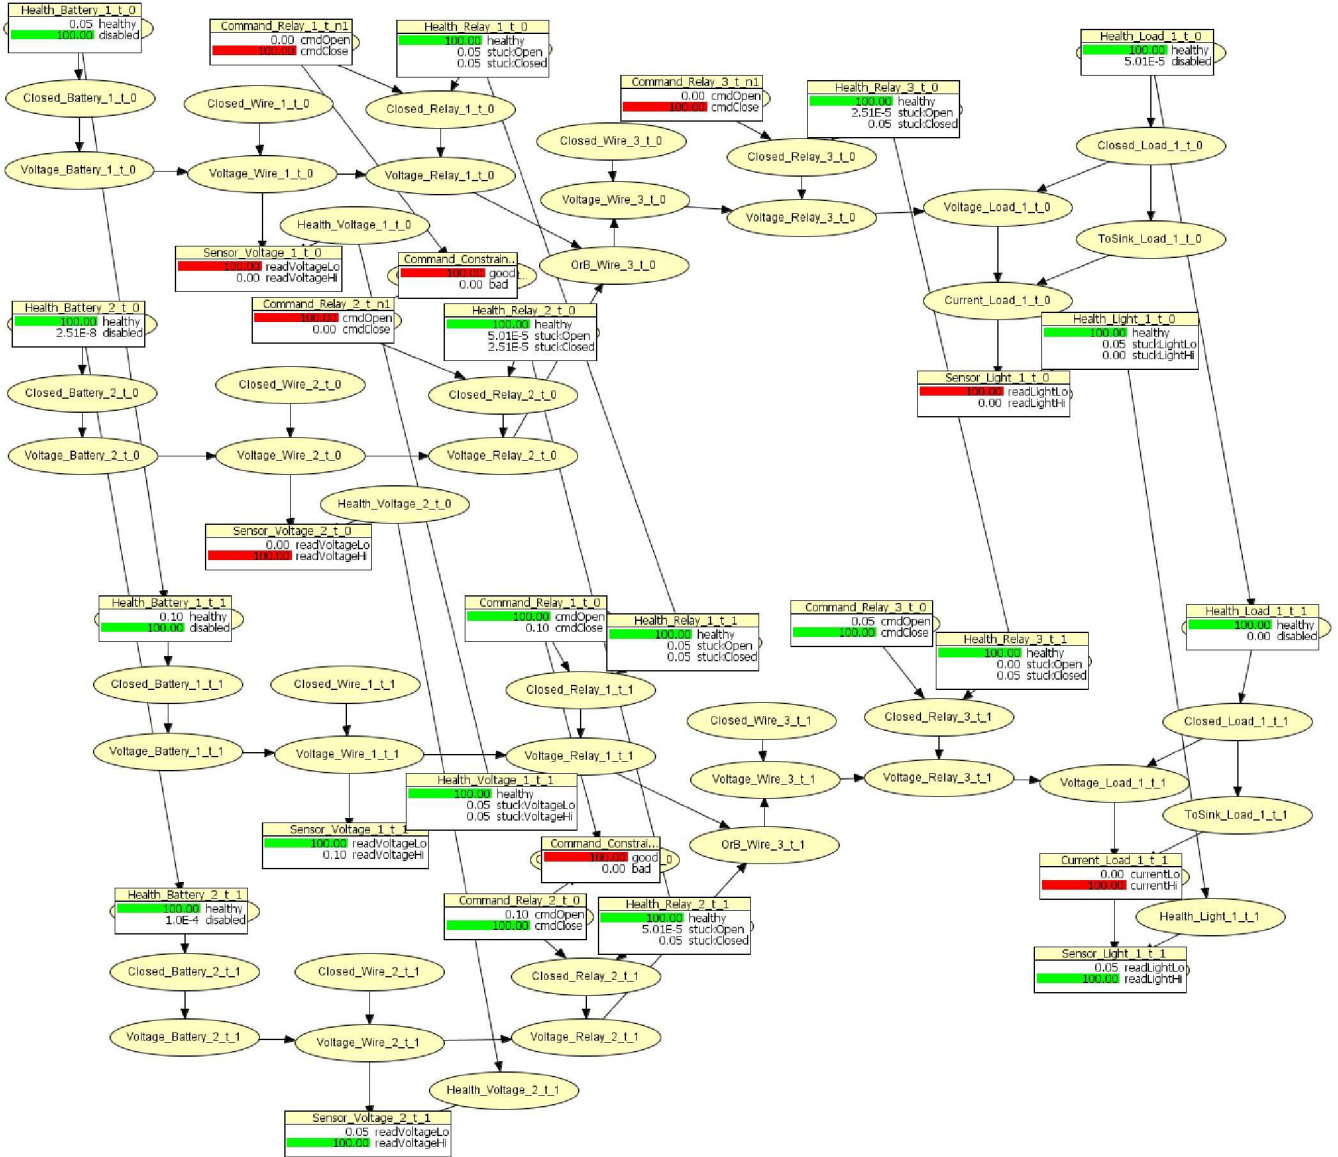 Health_Battery_1_t_0
0.05 healthy
100.00 disabled
Command_Relay_1_t_n1
0.00 cmdOpen
100.00 cmdClose
Health_Relay_1_t_0
100.00 healthy
0.05 stuckOpen
0.05 stuckClosed
Health_Load_1_t_0
100.00 healthy
5.01E-5 disabled
Command_Relay_3_t_n1
0.00 cmdOpen
100.00 cmdClose
Health_Relay_3_t_0
100.00 healthy
2.51E-5 stuckOpen
0.05 stuckClosed
Closed_Battery_1_t_0
Closed_Wire_1_t_0
Closed_Relay_1_t_0
Closed_Wire_3_t_0
Closed_Relay_3_t_0
Closed_Load_1_t_0
Voltage_Battery_1_t_0
Voltage_Wire_1_t_0
Voltage_Relay_1_t_0
Voltage_Wire_3_t_0
Voltage_Relay_3_t_0
Voltage_Load_1_t_0
Health_Voltage_1_t_0
ToSink_Load_1_t_0
Sensor_Voltage_1_t_0
100.00 readVoltageLo
0.00 readVoltageHi
Command_Constrain...
100.00 good
0.00 bad
OrB_Wire_3_t_0
Current_Load_1_t_0
Health_Battery_2_t_0
100.00 healthy
2.51E-8 disabled
Command_Relay_2_t_n1
100.00 cmdOpen
0.00 cmdClose
Health_Relay_2_t_0
100.00 healthy
5.01E-5 stuckOpen
2.51E-5 stuckClosed
Health_Light_1_t_0
100.00 healthy
0.05 stuckLightLo
0.00 stuckLightHi
Sensor_Light_1_t_0
100.00 readLightLo
0.00 readLightHi
Closed_Battery_2_t_0
Closed_Wire_2_t_0
Closed_Relay_2_t_0
Voltage_Battery_2_t_0
Voltage_Wire_2_t_0
Voltage_Relay_2_t_0
Health_Voltage_2_t_0
Sensor_Voltage_2_t_0
0.00 readVoltageLo
100.00 readVoltageHi
Health_Battery_1_t_1
0.10 healthy
100.00 disabled
Command_Relay_1_t_0
100.00 cmdOpen
0.10 cmdClose
Health_Relay_1_t_1
100.00 healthy
0.05 stuckOpen
0.05 stuckClosed
Command_Relay_3_t_0
0.05 cmdOpen
100.00 cmdClose
Health_Relay_3_t_1
100.00 healthy
0.00 stuckOpen
0.05 stuckClosed
Health_Load_1_t_1
100.00 healthy
0.00 disabled
Closed_Battery_1_t_1
Closed_Wire_1_t_1
Closed_Relay_1_t_1
Closed_Wire_3_t_1
Closed_Relay_3_t_1
Closed_Load_1_t_1
Voltage_Battery_1_t_1
Voltage_Wire_1_t_1
Voltage_Relay_1_t_1
Voltage_Wire_3_t_1
Voltage_Relay_3_t_1
Voltage_Load_1_t_1
Health_Voltage_1_t_1
100.00 healthy
0.05 stuckVoltageLo
0.05 stuckVoltageHi
ToSink_Load_1_t_1
Sensor_Voltage_1_t_1
100.00 readVoltageLo
0.10 readVoltageHi
Command_Constrai...
100.00 good
0.00 bad
0
OrB_Wire_3_t_1
Current_Load_1_t_1
0.00 currentLo
100.00 currentHi
Health_Battery_2_t_1
100.00 healthy
1.0E-4 disabled
Command_Relay_2_t_0
0.10 cmdOpen
100.00 cmdClose
Health_Relay_2_t_1
100.00 healthy
5.01E-5 stuckOpen
0.05 stuckClosed
Health_Light_1_t_1
Sensor_Light_1_t_1
0.05 readLightLo
100.00 readLightHi
Closed_Battery_2_t_1
Closed_Wire_2_t_1
Closed_Relay_2_t_1
Voltage_Battery_2_t_1
Voltage_Wire_2_t_1
Voltage_Relay_2_t_1
Health_Voltage_2_t_1
Sensor_Voltage_2_t_1
0.05 readVoltageLo
100.00 readVoltageHi